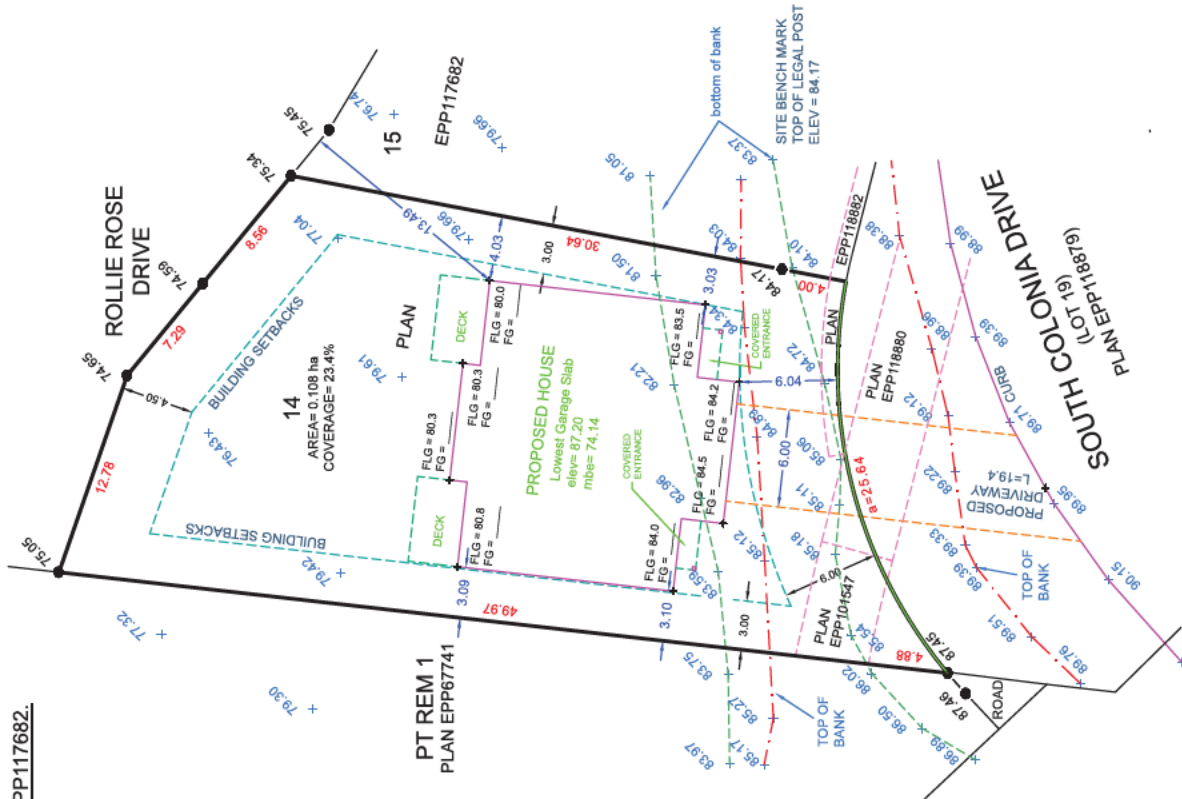 PP117682.
ROLLIE ROSE
DRIVE
75.05
12.78
74.65
7.29
74.59
8.56
75.34
75.45
76.74
15
EPP117682
79.66
4.50
BUILDING SETBACKS
77.04
13.49
79.66
4.03
3.00
30.64
76.43
14
AREA= 0.108 ha
COVERAGE= 23.4%
PLAN
79.61
BUILDING SETBACKS
79.42
77.32
79.30
DECK
DECK
FLG = 80.0
FG =
FLG = 80.3
FG =
FLG = 80.3
FG =
FLG = 80.8
FG =
PROPOSED HOUSE
Lowest Garage Slab
elev= 87.20
mbe= 74.14
COVERED
ENTRANCE
COVERED
ENTRANCE
FLG = 83.5
FG =
FLG = 84.2
FG =
FLG = 84.5
FG =
FLG = 84.0
FG =
3.09
49.97
3.10
3.00
PT REM 1
PLAN EPP67741
81.05
bottom of bank
81.50
83.37
SITE BENCH MARK
TOP OF LEGAL POST
ELEV = 84.17
84.03
3.03
84.17
84.10
4.00
84.34
82.21
84.72
82.96
84.89
6.04
6.00
85.06
85.11
85.12
85.18
83.59
83.75
83.97
85.27
85.17
TOP OF
BANK
6.00
a=25.64
PLAN
EPP118882
PLAN
EPP118880
PLAN
EPP101547
85.54
4.88
87.45
86.02
86.50
86.89
87.46
ROAD
88.38
88.99
88.96
89.39
89.12
89.71
CURB
89.22
89.33
89.39
89.95
PROPOSED
DRIVEWAY
L=19.4
TOP OF
BANK
89.51
89.76
90.15
SOUTH COLONIA DRIVE
(LOT 19)
PLAN EPP118879)